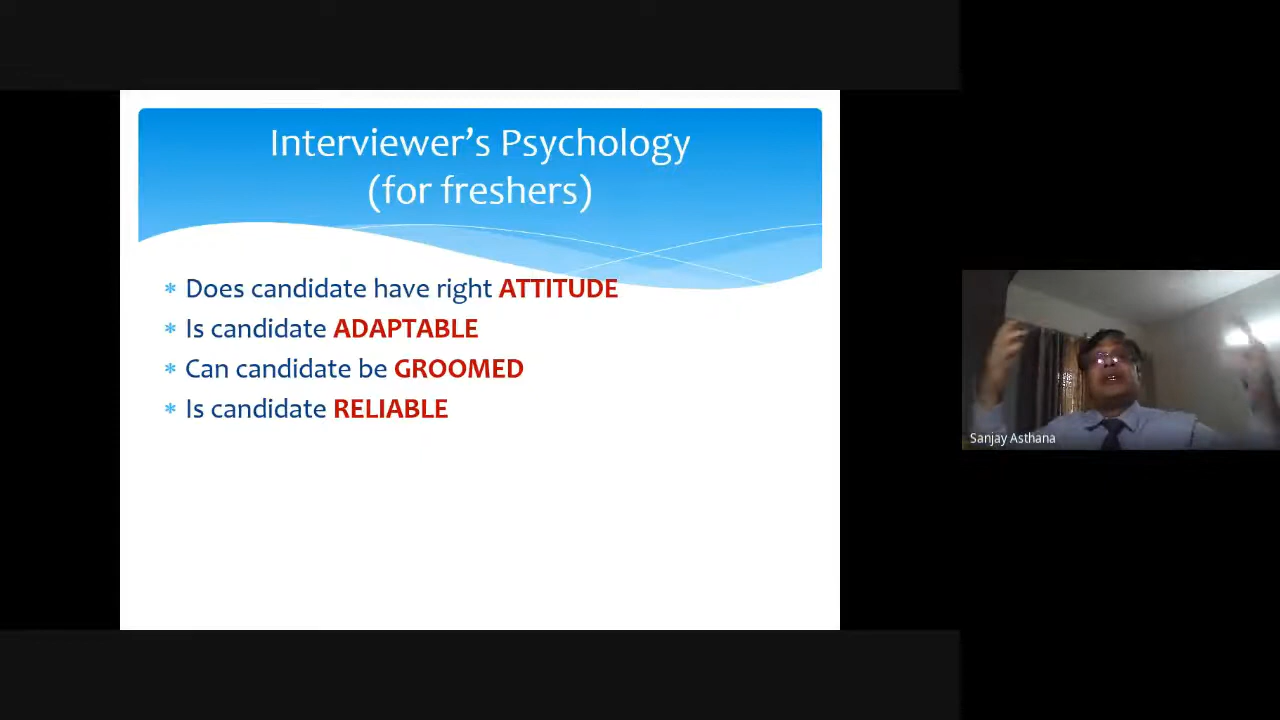 Interviewer’s Psychology
(for freshers)
* Does candidate have right ATTITUDE
* Is candidate ADAPTABLE
* Can candidate be GROOMED
* Is candidate RELIABLE
Sanjay Asthana